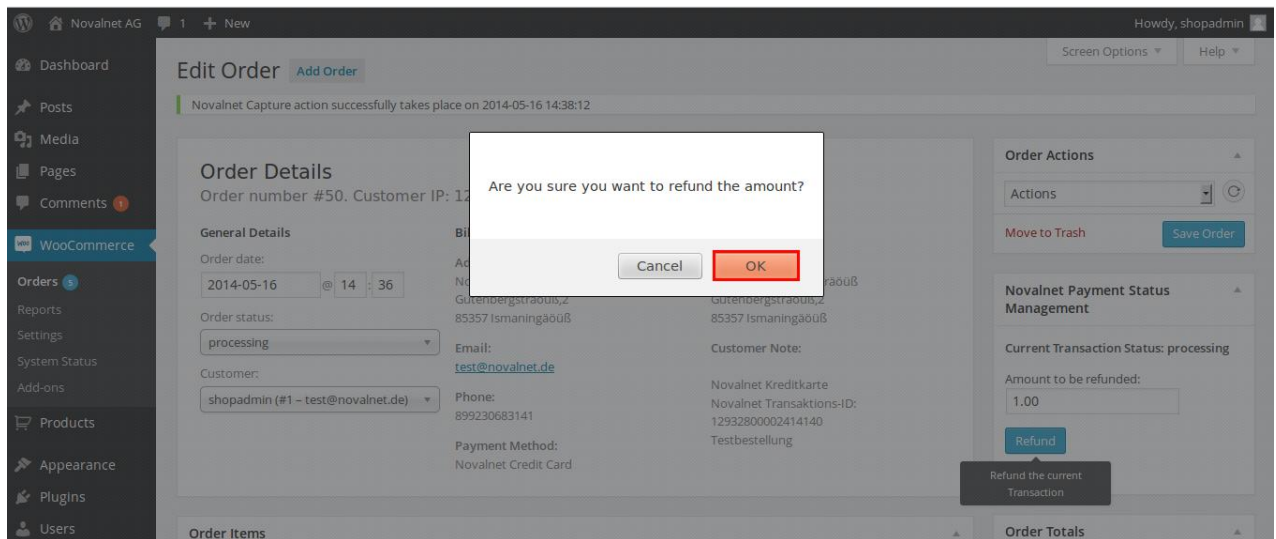 Novalnet AG 1 + New Howdy, shopadmin
Screen Options Help
Dashboard
Posts
Media
Pages
Comments 1
WooCommerce
Orders 5
Reports
Settings
System Status
Add-ons
Products
Appearance
Plugins
Users
Edit Order Add Order
Novalnet Capture action successfully takes place on 2014-05-16 14:38:12
Order Details
Order number #50. Customer IP: 12
General Details
Order date:
2014-05-16 @ 14 : 36
Order status:
processing
Customer:
shopadmin (#1 – test@novalnet.de)
Gutenbergstraöuß,2
85357 Ismaningäöüß
Email:
test@novalnet.de
Phone:
899230683141
Payment Method:
Novalnet Credit Card
Gutenbergstraöuß,2
85357 Ismaningäöüß
Customer Note:
Novalnet Kreditkarte
Novalnet Transaktions-ID:
12932800002414140
Testbestellung
Are you sure you want to refund the amount?
Cancel OK
Order Actions
Actions
Move to Trash Save Order
Novalnet Payment Status
Management
Current Transaction Status: processing
Amount to be refunded:
1.00
Refund
Refund the current
Transaction
Order Items
Order Totals